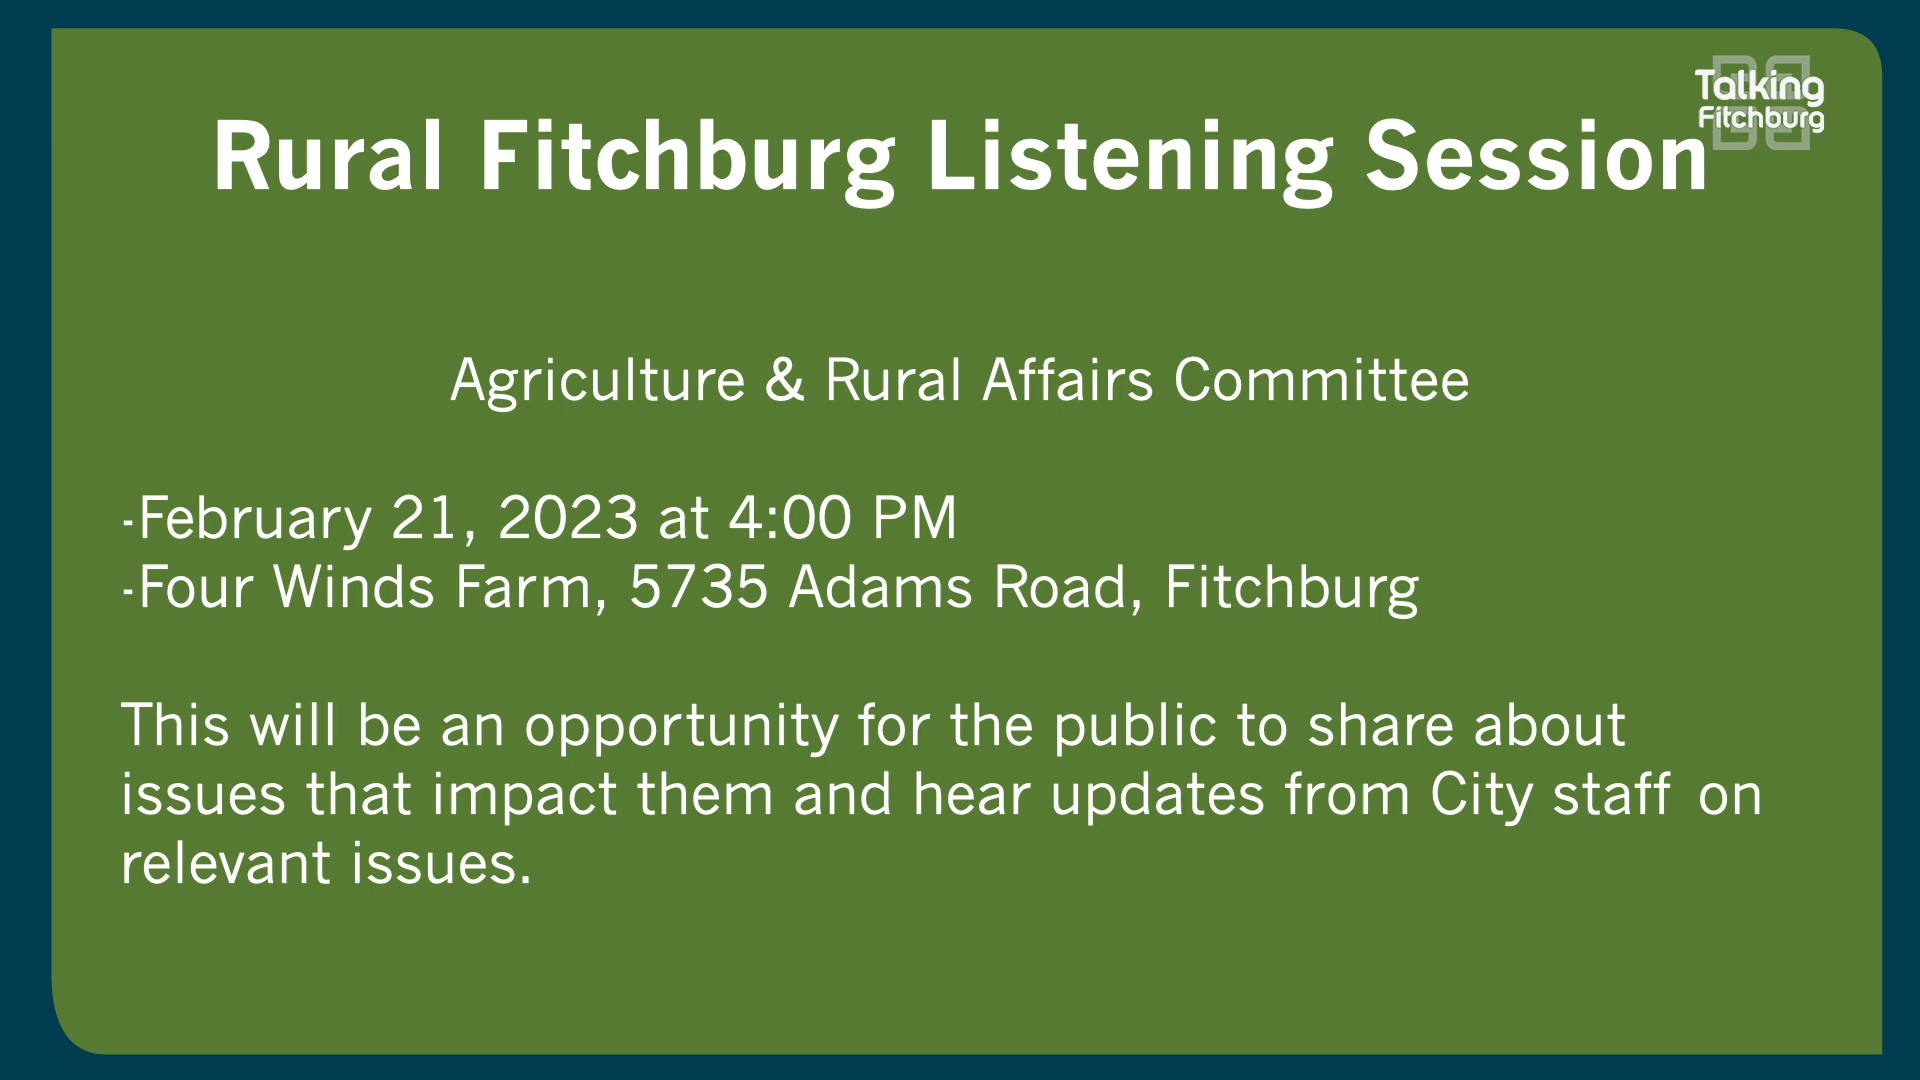 Talking
Fitchburg
Rural Fitchburg Listening Session
Agriculture & Rural Affairs Committee
-February 21, 2023 at 4:00 PM
-Four Winds Farm, 5735 Adams Road, Fitchburg
This will be an opportunity for the public to share about
issues that impact them and hear updates from City staff on
relevant issues.